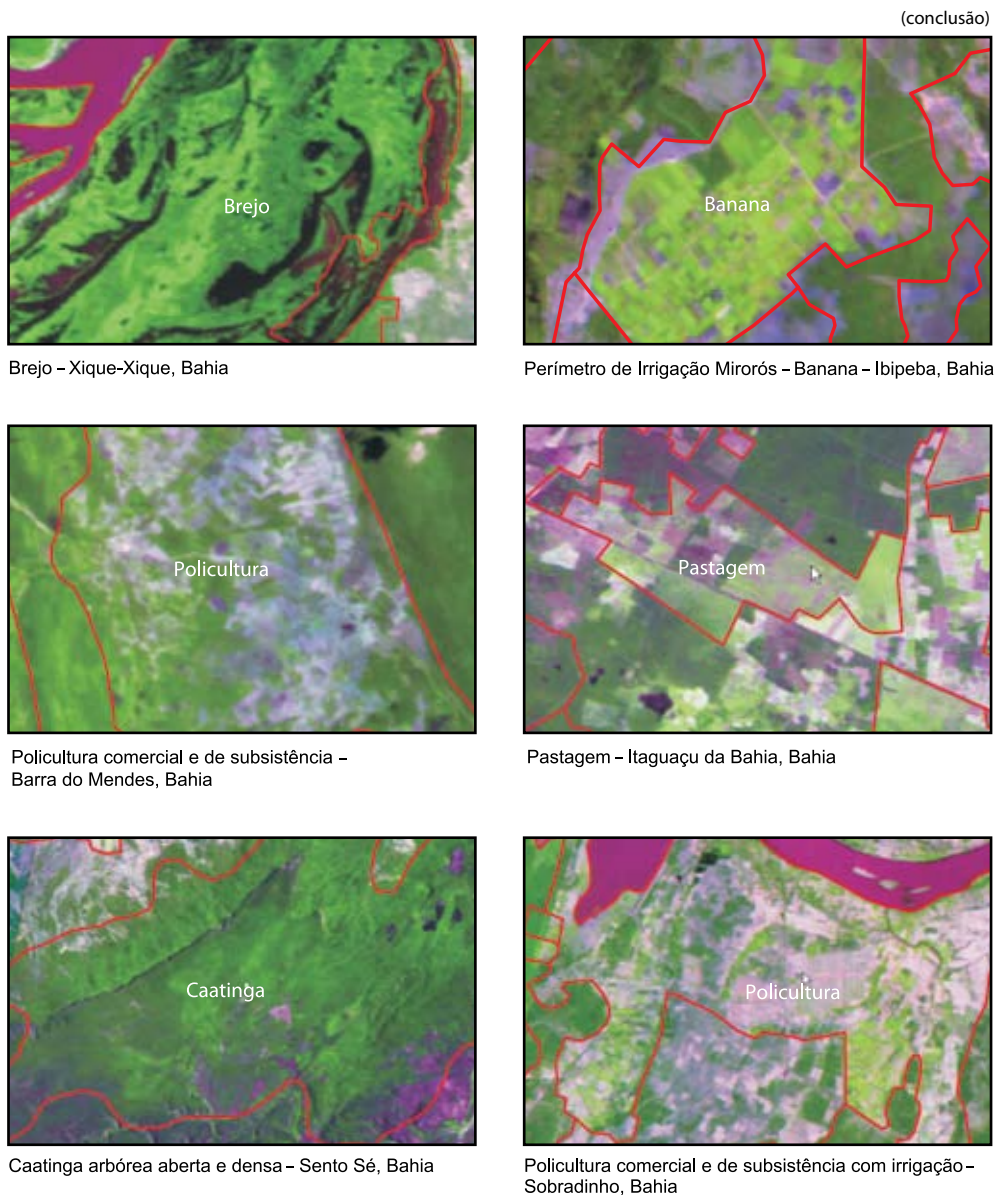 (conclusão)
Brejo
Banana
Brejo – Xique-Xique, Bahia
Perímetro de Irrigação Mirorós – Banana – Ibipeba, Bahia
Policultura
Pastagem
Policultura comercial e de subsistência –
Barra do Mendes, Bahia
Pastagem – Itaguaçu da Bahia, Bahia
Caatinga
Policultura
Caatinga arbórea aberta e densa – Sento Sé, Bahia
Policultura comercial e de subsistência com irrigação –
Sobradinho, Bahia